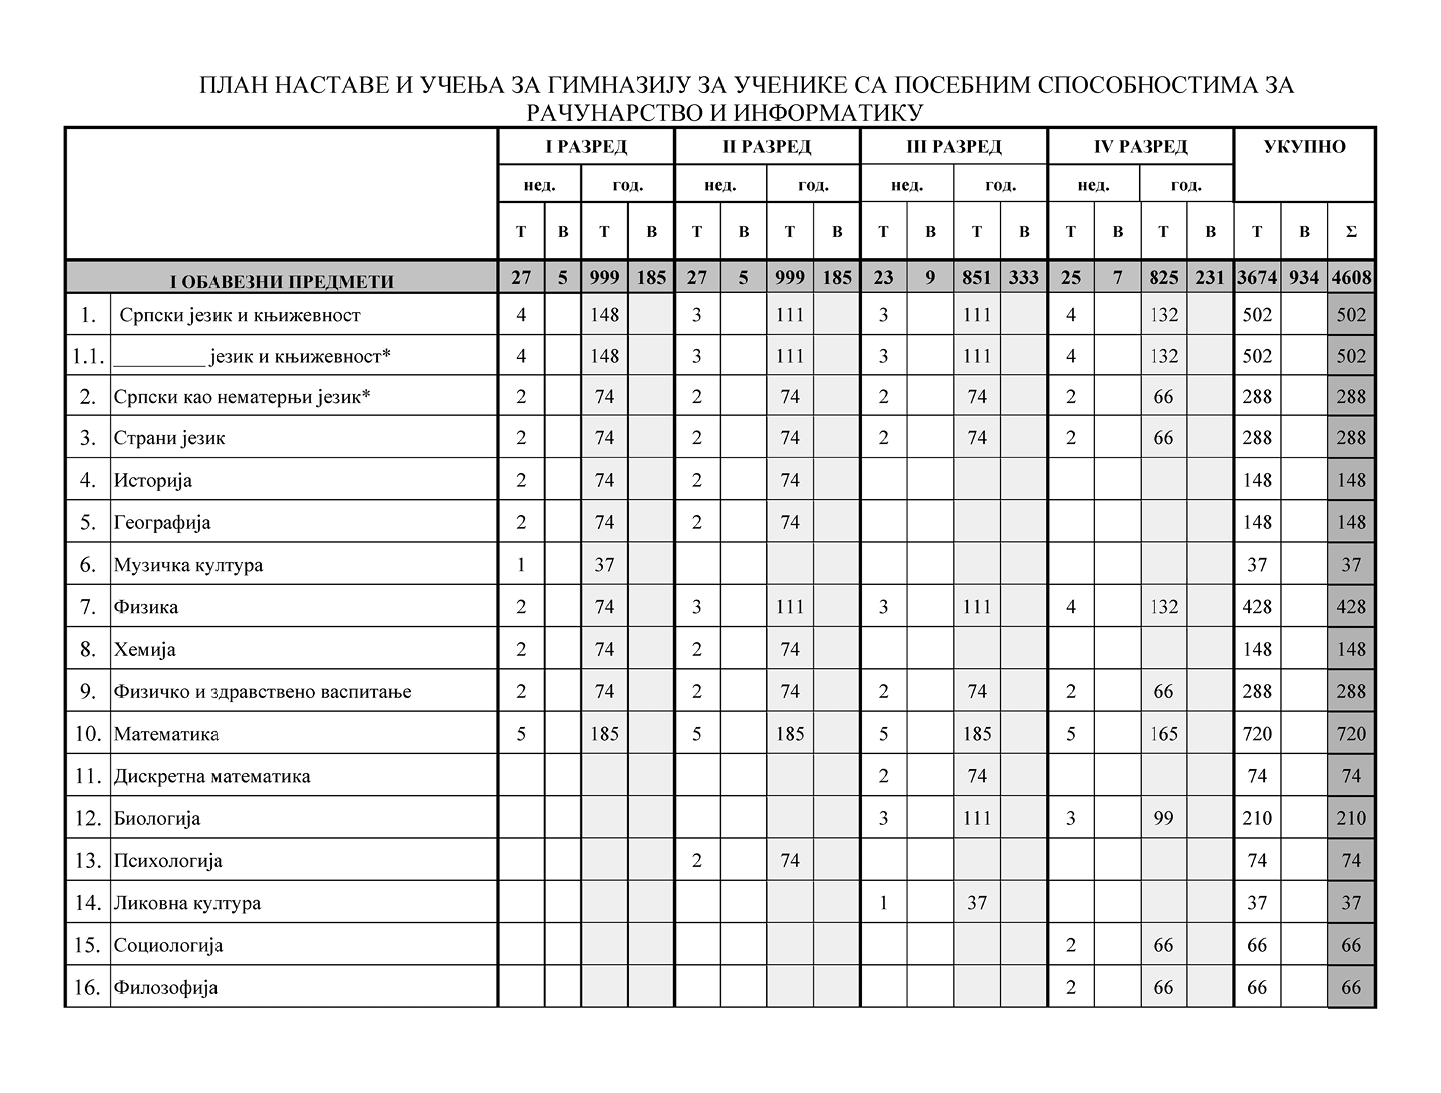 ПЛАН НАСТАВЕ И УЧЕЊА ЗА ГИМНАЗИЈУ ЗА УЧЕНИКЕ СА ПОСЕБНИМ СПОСОБНОСТИМА ЗА
РАЧУНАРСТВО И ИНФОРМАТИКУ
I РАЗРЕД II РАЗРЕД III РАЗРЕД IV РАЗРЕД УКУПНО
нед. год. нед. год. нед. год. нед. год.
Т В Т В Т В Т В Т В Т В Т В Т В Т В Σ
I ОБАВЕЗНИ ПРЕДМЕТИ 27 5 999 185 27 5 999 185 23 9 851 333 25 7 825 231 3674 934 4608
1. Српски језик и књижевност 4 148 3 111 3 111 4 132 502 502
1.1. __________ језик и књижевност* 4 148 3 111 3 111 4 132 502 502
2. Српски као нематерњи језик* 2 74 2 74 2 74 2 66 288 288
3. Страни језик 2 74 2 74 2 74 2 66 288 288
4. Историја 2 74 2 74 148 148
5. Географија 2 74 2 74 148 148
6. Музичка култура 1 37 37 37
7. Физика 2 74 3 111 3 111 4 132 428 428
8. Хемија 2 74 2 74 148 148
9. Физичко и здравствено васпитање 2 74 2 74 2 74 2 66 288 288
10. Математика 5 185 5 185 5 185 5 165 720 720
11. Дискретна математика 2 74 74 74
12. Биологија 3 111 3 99 210 210
13. Психологија 2 74 74 74
14. Ликовна култура 1 37 37 37
15. Социологија 2 66 66 66
16. Филозофија 2 66 66 66